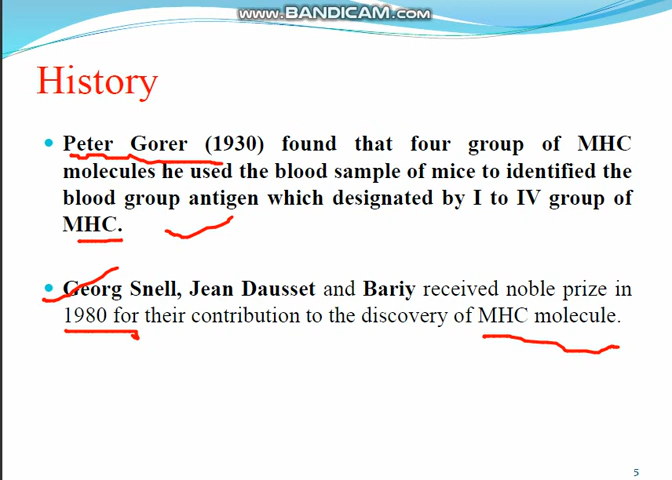 www.BANDICAM.com
History
Peter Gorer (1930) found that four group of MHC
molecules he used the blood sample of mice to identified the
blood group antigen which designated by I to IV group of
MHC.
Georg Snell, Jean Dausset and Bariy received noble prize in
1980 for their contribution to the discovery of MHC molecule.
5